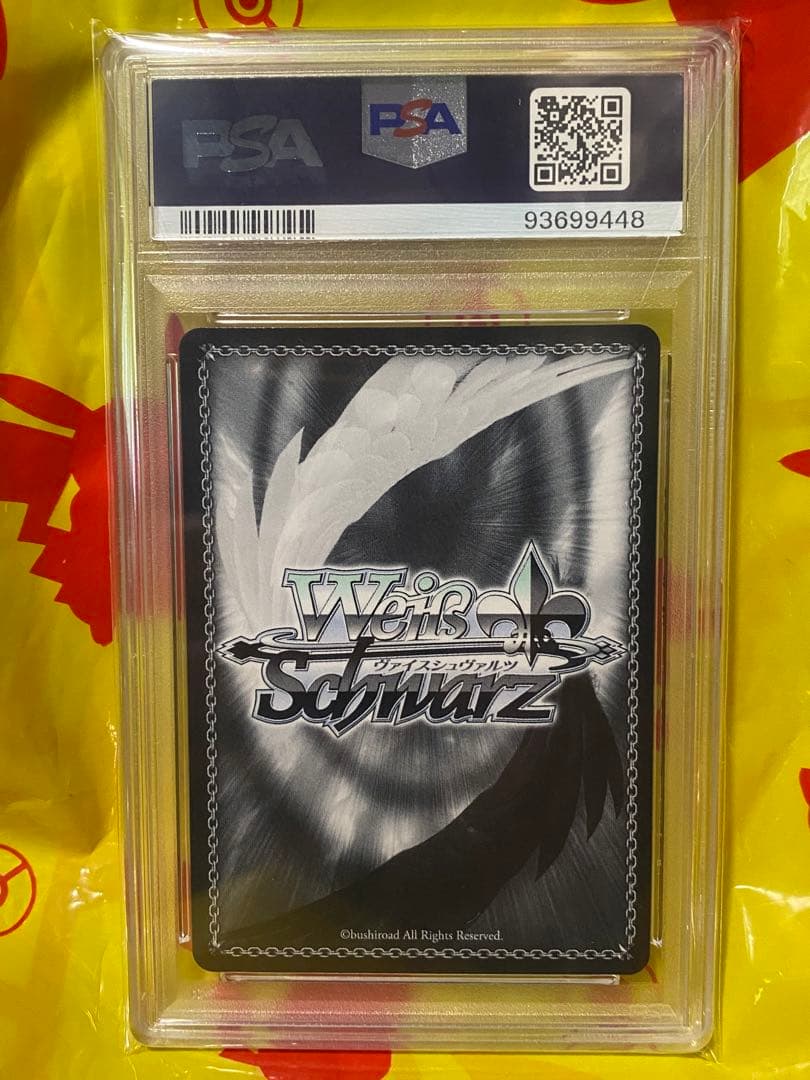 PSA
PSA
93699448
Weiß
ヴァイスシュヴァルツ
Schwarz
©bushiroad All Rights Reserved.